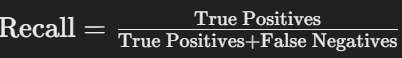 Recall = True Positives / True Positives+False Negatives